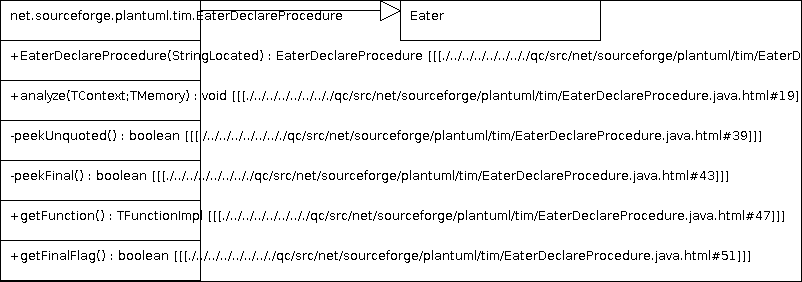 net.sourceforge.plantuml.tim.EaterDeclareProcedure
Eater
+EaterDeclareProcedure(StringLocated) : EaterDeclareProcedure [[[./../../../../../../../qc/src/net/sourceforge/plantuml/tim/EaterD
+analyze(TContext;TMemory) : void [[[./../../../../../../../qc/src/net/sourceforge/plantuml/tim/EaterDeclareProcedure.java.html#19]
-peekUnquoted() : boolean [[[./../../../../../../../qc/src/net/sourceforge/plantuml/tim/EaterDeclareProcedure.java.html#39]]]
-peekFinal() : boolean [[[./../../../../../../../qc/src/net/sourceforge/plantuml/tim/EaterDeclareProcedure.java.html#43]]]
+getFunction() : TFunctionImpl [[[./../../../../../../../qc/src/net/sourceforge/plantuml/tim/EaterDeclareProcedure.java.html#47]]]
+getFinalFlag() : boolean [[[./../../../../../../../qc/src/net/sourceforge/plantuml/tim/EaterDeclareProcedure.java.html#51]]]